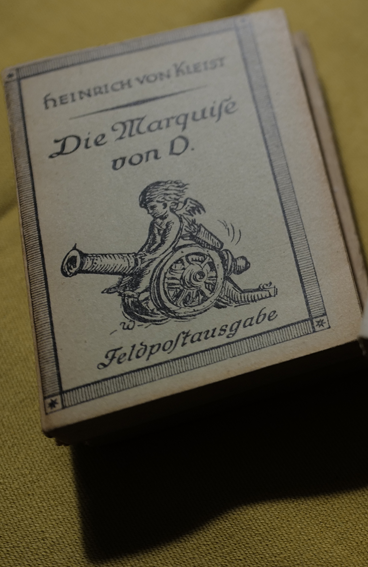 HEINRICH VON KLEIST
Die Marquiſe
von O.
W
Feldpoſtausgabe